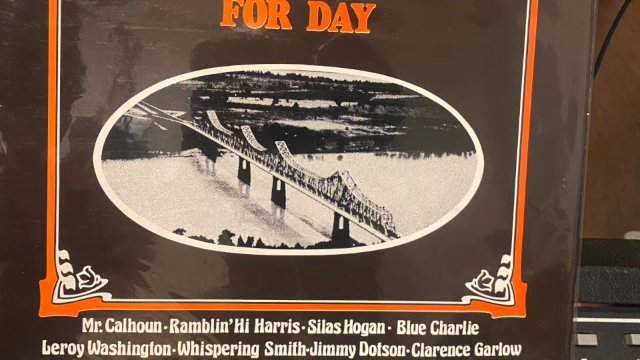 FOR DAY
Mr. Calhoun · Ramblin' Hi Harris · Silas Hogan · Blue Charlie
Leroy Washington · Whispering Smith · Jimmy Dotson · Clarence Garlow